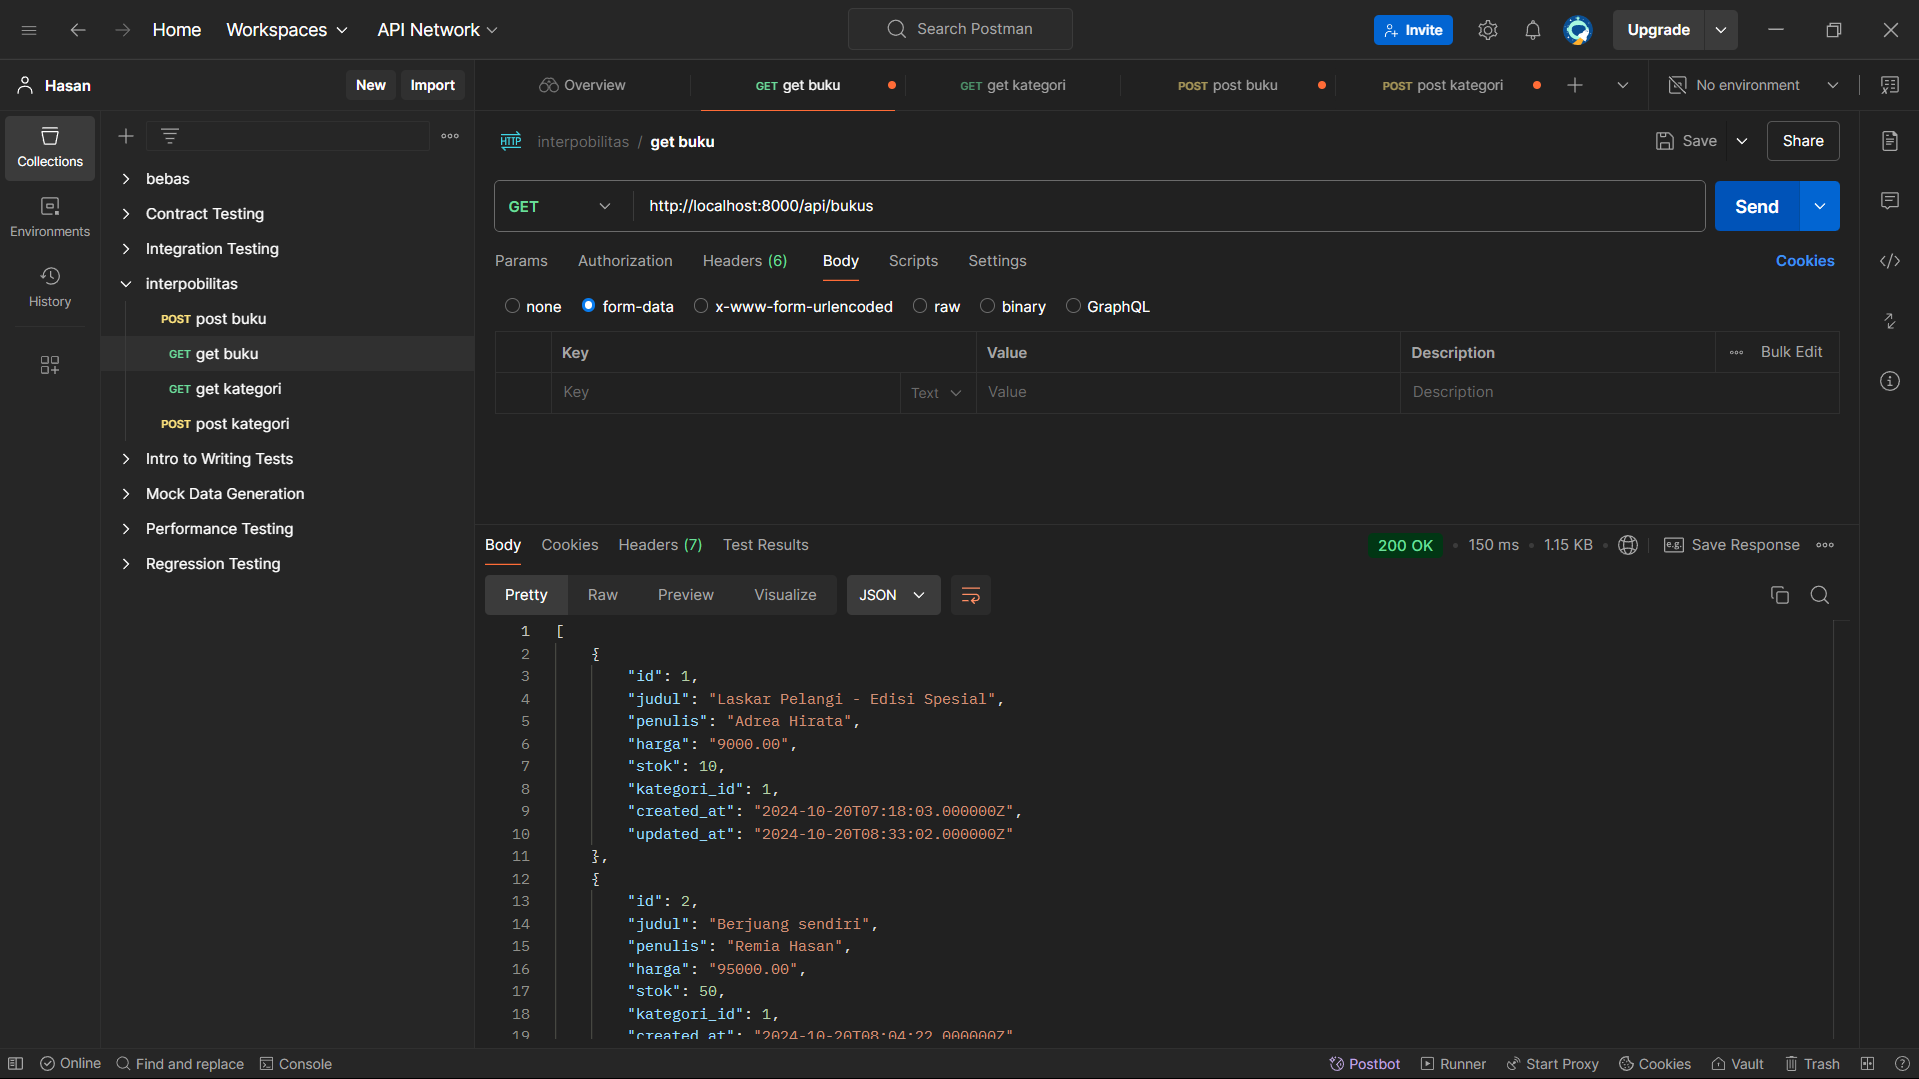 Home Workspaces API Network Search Postman Invite Upgrade
Hasan New Import Overview GET get buku GET get kategori POST post buku POST post kategori No environment
Collections
Environments
History
bebas
Contract Testing
Integration Testing
interpobilitas
POST post buku
GET get buku
GET get kategori
POST post kategori
Intro to Writing Tests
Mock Data Generation
Performance Testing
Regression Testing
HTTP interpobilitas / get buku Save Share
GET http://localhost:8000/api/bukus Send
Params Authorization Headers (6) Body Scripts Settings Cookies
none form-data x-www-form-urlencoded raw binary GraphQL
Key Value Description Bulk Edit
Key Text Value Description
Body Cookies Headers (7) Test Results 200 OK 150 ms 1.15 KB e.g. Save Response
Pretty Raw Preview Visualize JSON
1 [
2 {
3 "id": 1,
4 "judul": "Laskar Pelangi - Edisi Spesial",
5 "penulis": "Adrea Hirata",
6 "harga": "9000.00",
7 "stok": 10,
8 "kategori_id": 1,
9 "created_at": "2024-10-20T07:18:03.000000Z",
10 "updated_at": "2024-10-20T08:33:02.000000Z"
11 },
12 {
13 "id": 2,
14 "judul": "Berjuang sendiri",
15 "penulis": "Remia Hasan",
16 "harga": "95000.00",
17 "stok": 50,
18 "kategori_id": 1,
19 "created_at": "2024-10-20T08:04:22.000000Z"
Online Find and replace Console Postbot Runner Start Proxy Cookies Vault Trash